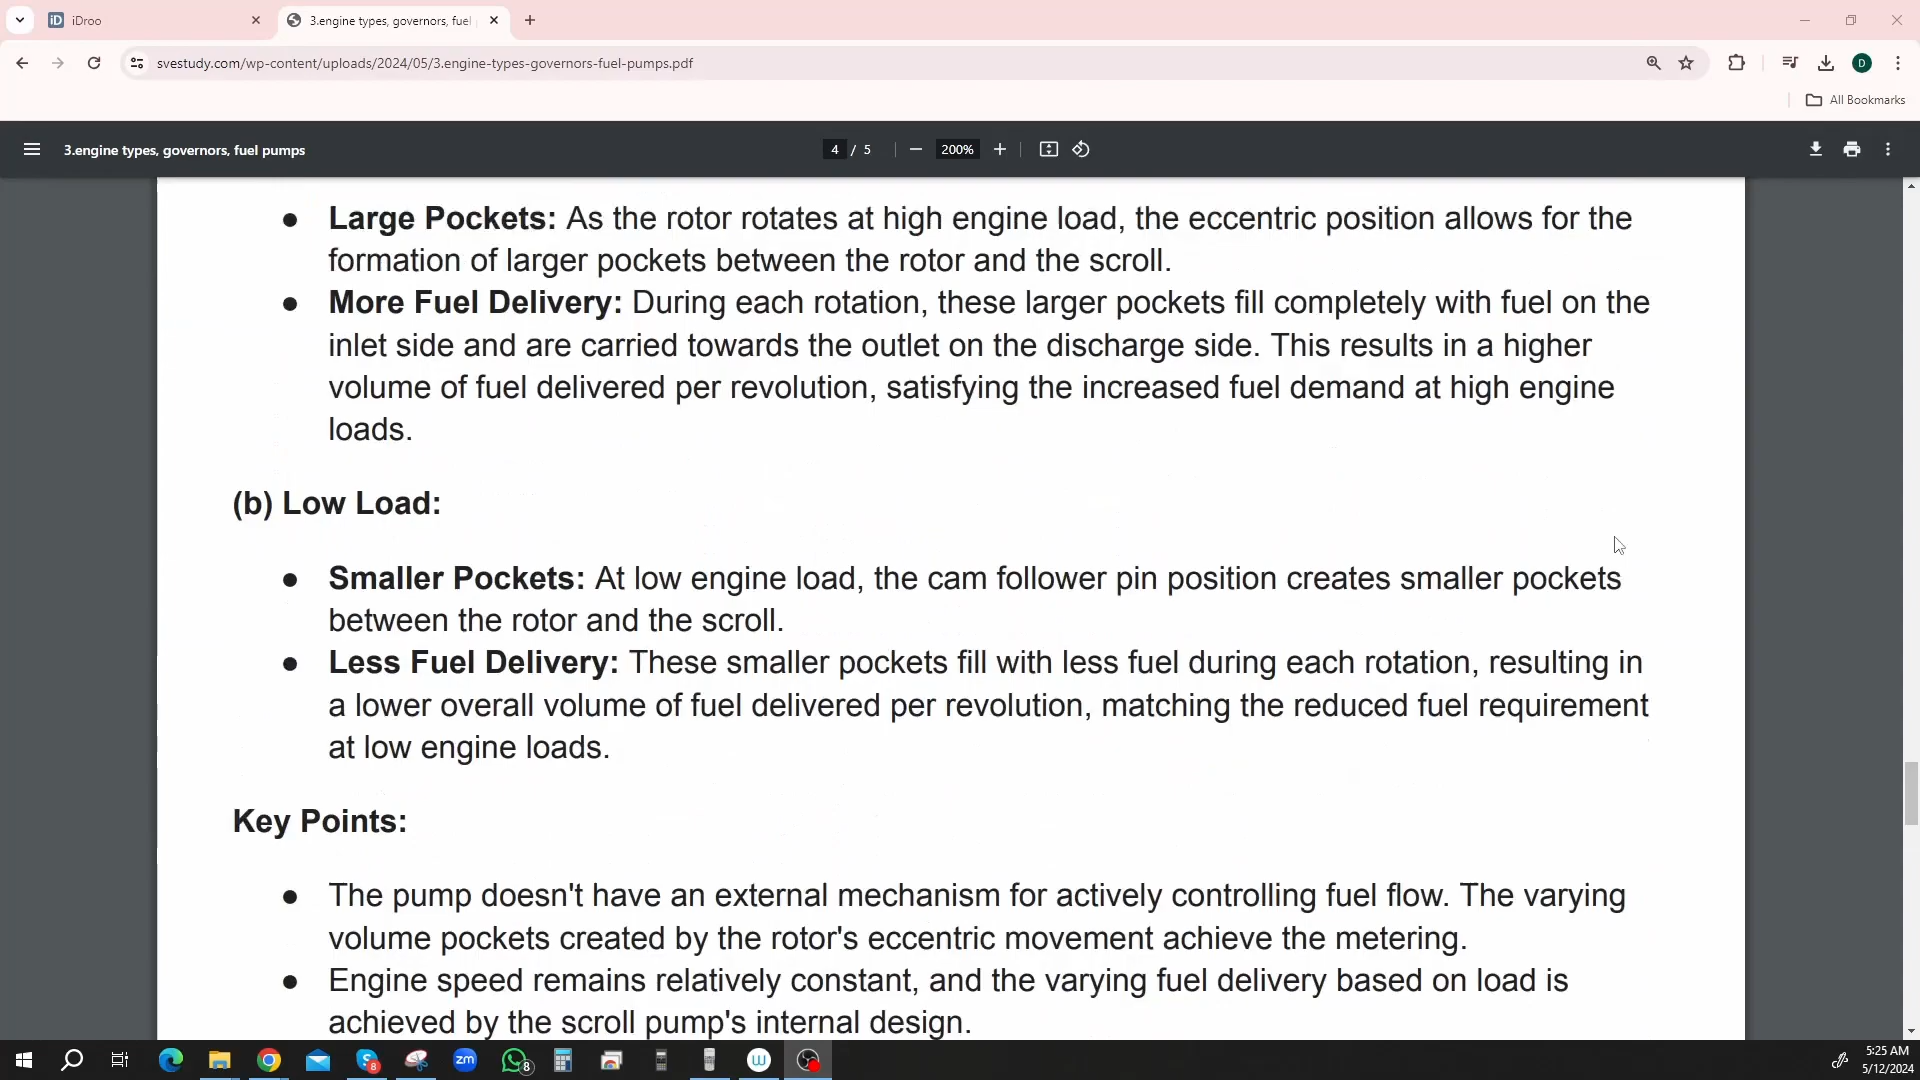 iDroo
3.engine types, governors, fuel
svestudy.com/wp-content/uploads/2024/05/3.engine-types-governors-fuel-pumps.pdf
D
All Bookmarks
3.engine types, governors, fuel pumps
4 / 5
200%
● Large Pockets: As the rotor rotates at high engine load, the eccentric position allows for the
formation of larger pockets between the rotor and the scroll.
● More Fuel Delivery: During each rotation, these larger pockets fill completely with fuel on the
inlet side and are carried towards the outlet on the discharge side. This results in a higher
volume of fuel delivered per revolution, satisfying the increased fuel demand at high engine
loads.
(b) Low Load:
● Smaller Pockets: At low engine load, the cam follower pin position creates smaller pockets
between the rotor and the scroll.
● Less Fuel Delivery: These smaller pockets fill with less fuel during each rotation, resulting in
a lower overall volume of fuel delivered per revolution, matching the reduced fuel requirement
at low engine loads.
Key Points:
● The pump doesn't have an external mechanism for actively controlling fuel flow. The varying
volume pockets created by the rotor's eccentric movement achieve the metering.
● Engine speed remains relatively constant, and the varying fuel delivery based on load is
achieved by the scroll pump's internal design.
8
zm
8
5:25 AM
5/12/2024